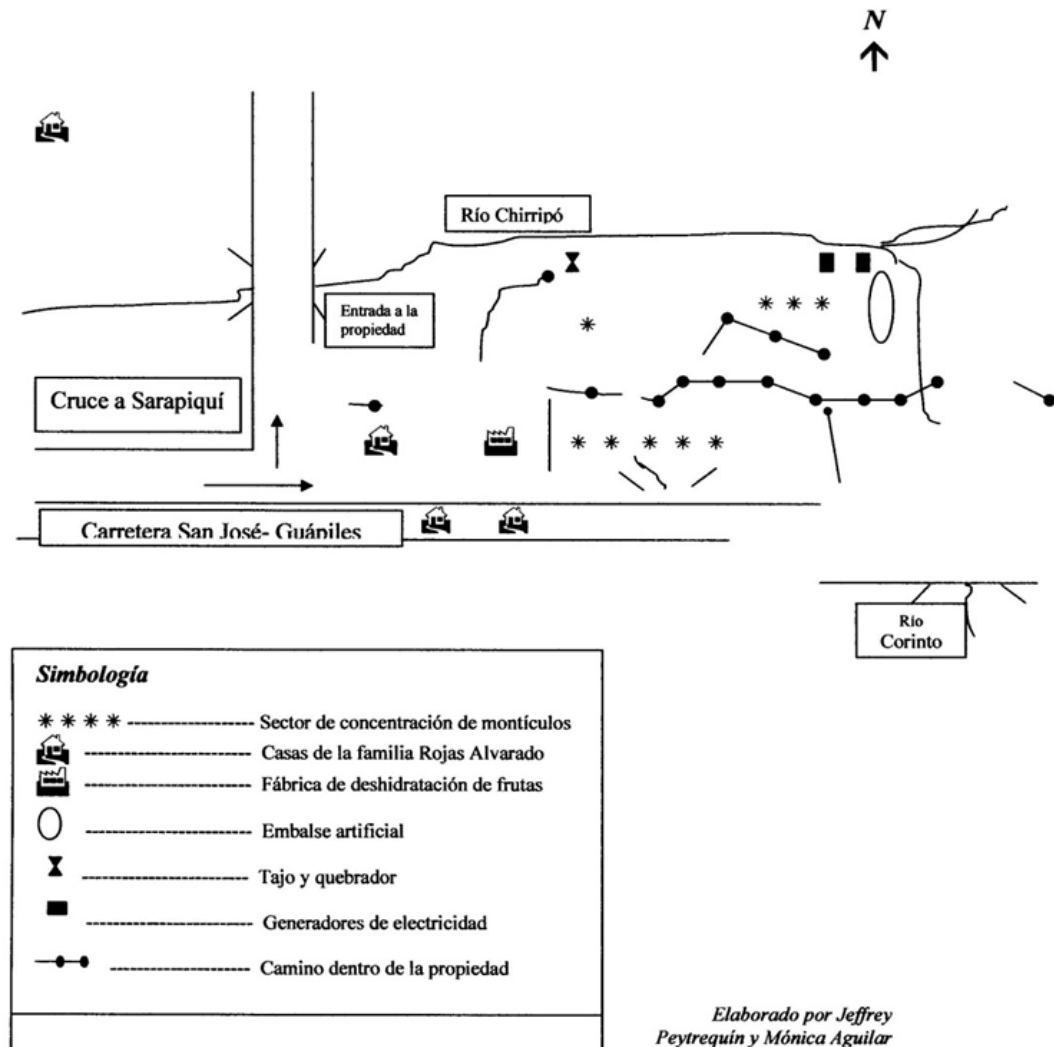 N
Río Chirripó
Entrada a la
propiedad
Cruce a Sarapiquí
Carretera San José- Guápiles
Río
Corinto
Simbología
Sector de concentración de montículos
Casas de la familia Rojas Alvarado
Fábrica de deshidratación de frutas
Embalse artificial
Tajo y quebrador
Generadores de electricidad
Camino dentro de la propiedad
Elaborado por Jeffrey
Peytrequín y Mónica Aguilar